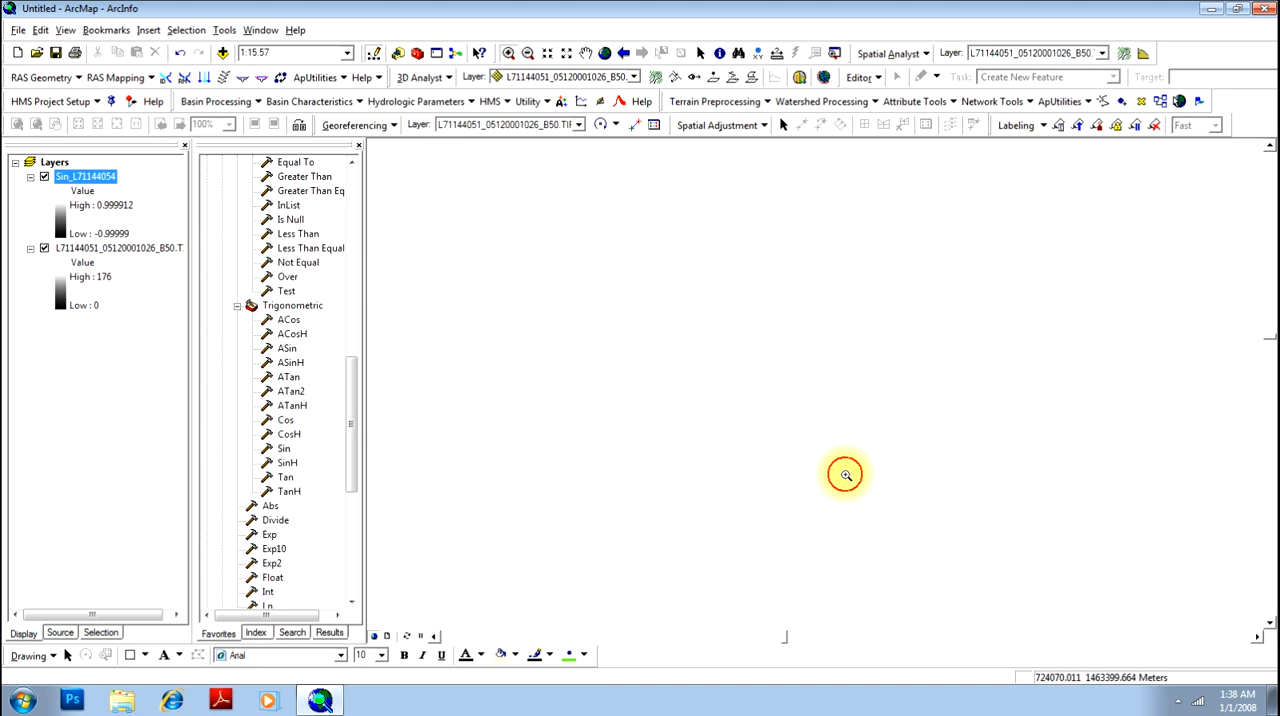 Untitled - ArcMap - ArcInfo
File Edit View Bookmarks Insert Selection Tools Window Help
1:15.57 Spatial Analyst Layer: L71144051_05120001026_B50.
RAS Geometry RAS Mapping ApUtilities Help 3D Analyst Layer: L71144051_05120001026_B50. Editor Task: Create New Feature Target:
HMS Project Setup Help Basin Processing Basin Characteristics Hydrologic Parameters HMS Utility Help Terrain Preprocessing Watershed Processing Attribute Tools Network Tools ApUtilities Help
100% Georeferencing Layer: L71144051_05120001026_B50.TIF Spatial Adjustment Labeling Fast
Layers
Sin_L71144054
Value
High : 0.999912
Low : -0.99999
L71144051_05120001026_B50.T.
Value
High : 176
Low : 0
Equal To
Greater Than
Greater Than Eq
InList
Is Null
Less Than
Less Than Equal
Not Equal
Over
Test
Trigonometric
ACos
ACosH
ASin
ASinH
ATan
ATan2
ATanH
Cos
CosH
Sin
SinH
Tan
TanH
Abs
Divide
Exp
Exp10
Exp2
Float
Int
Ln
Display Source Selection
Favorites Index Search Results
Drawing A Arial 10 B I U A
724070.011 1463399.664 Meters
Ps
1:38 AM
1/1/2008